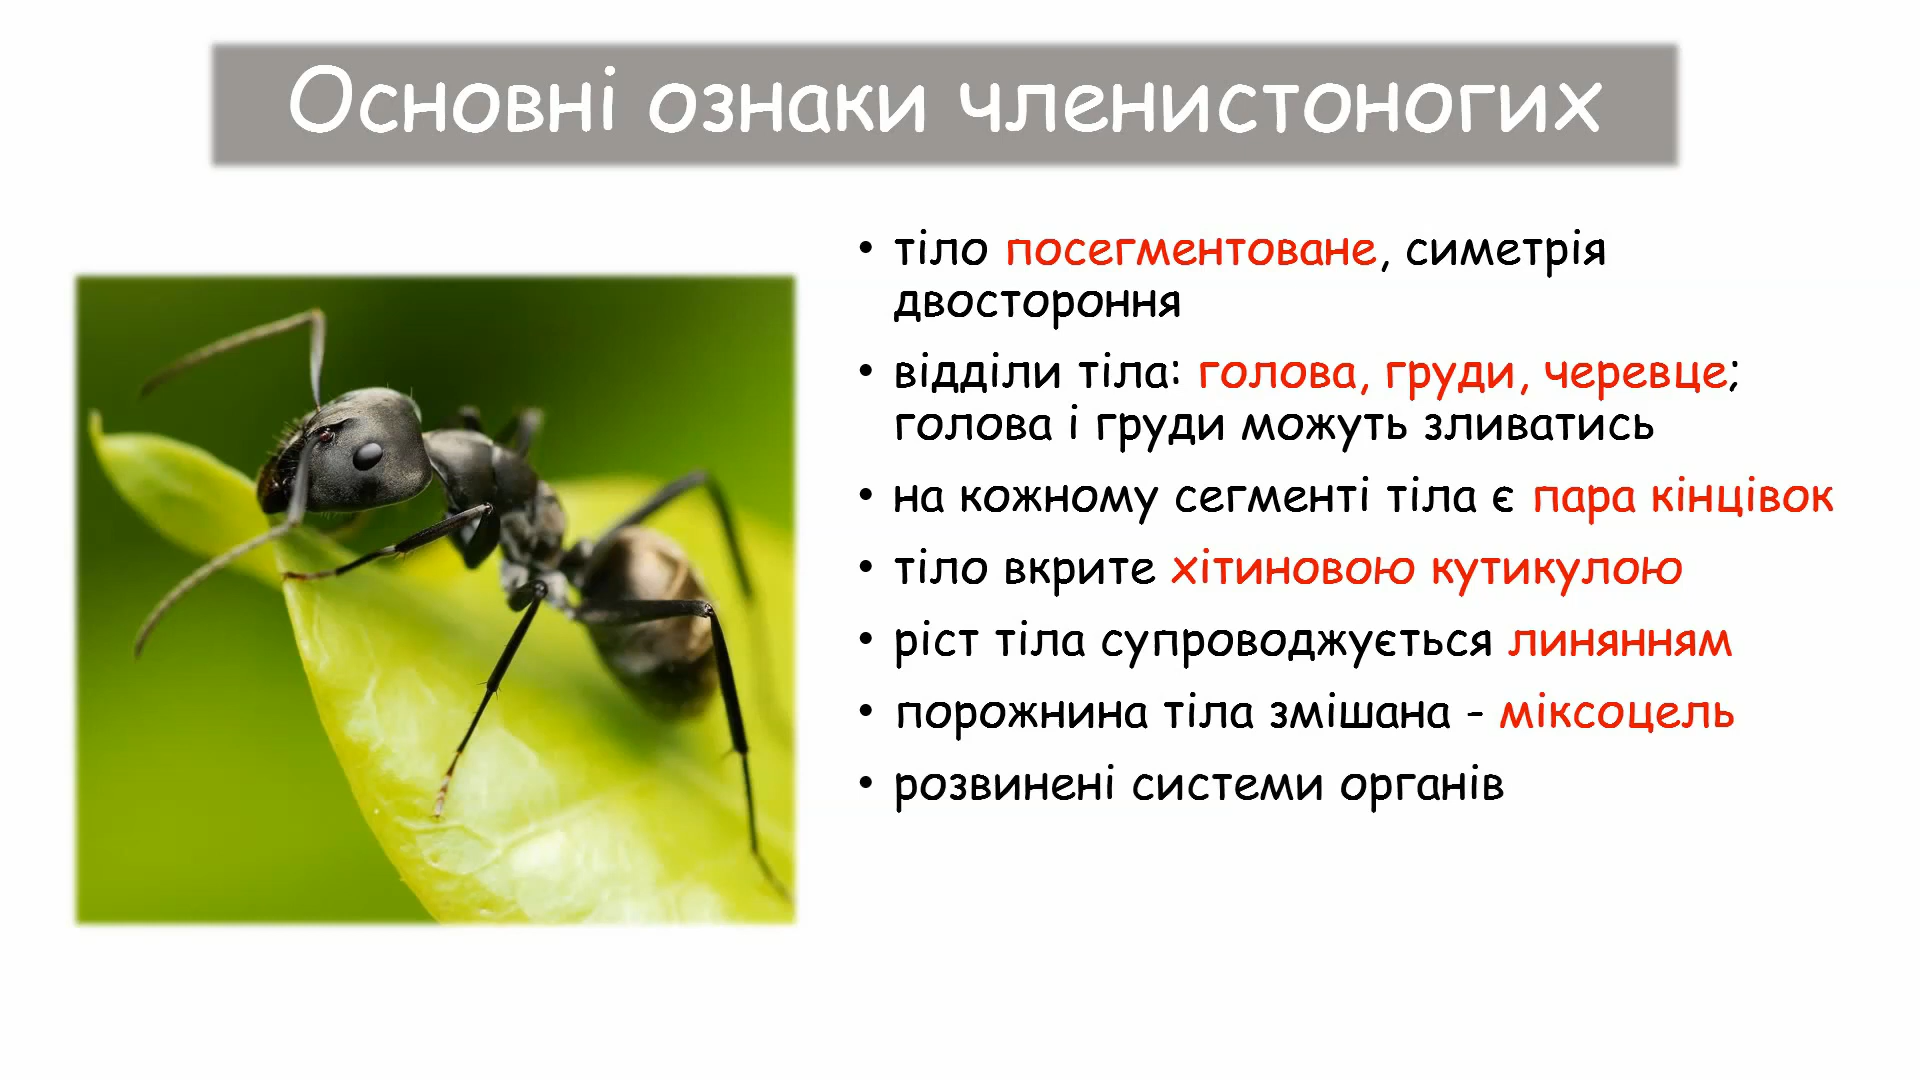 Основні ознаки членистоногих
• тіло посегментоване, симетрія
двостороння
• відділи тіла: голова, груди, черевце;
голова і груди можуть зливатись
• на кожному сегменті тіла є пара кінцівок
• тіло вкрите хітиновою кутикулою
• ріст тіла супроводжується линянням
• порожнина тіла змішана - міксоцель
• розвинені системи органів